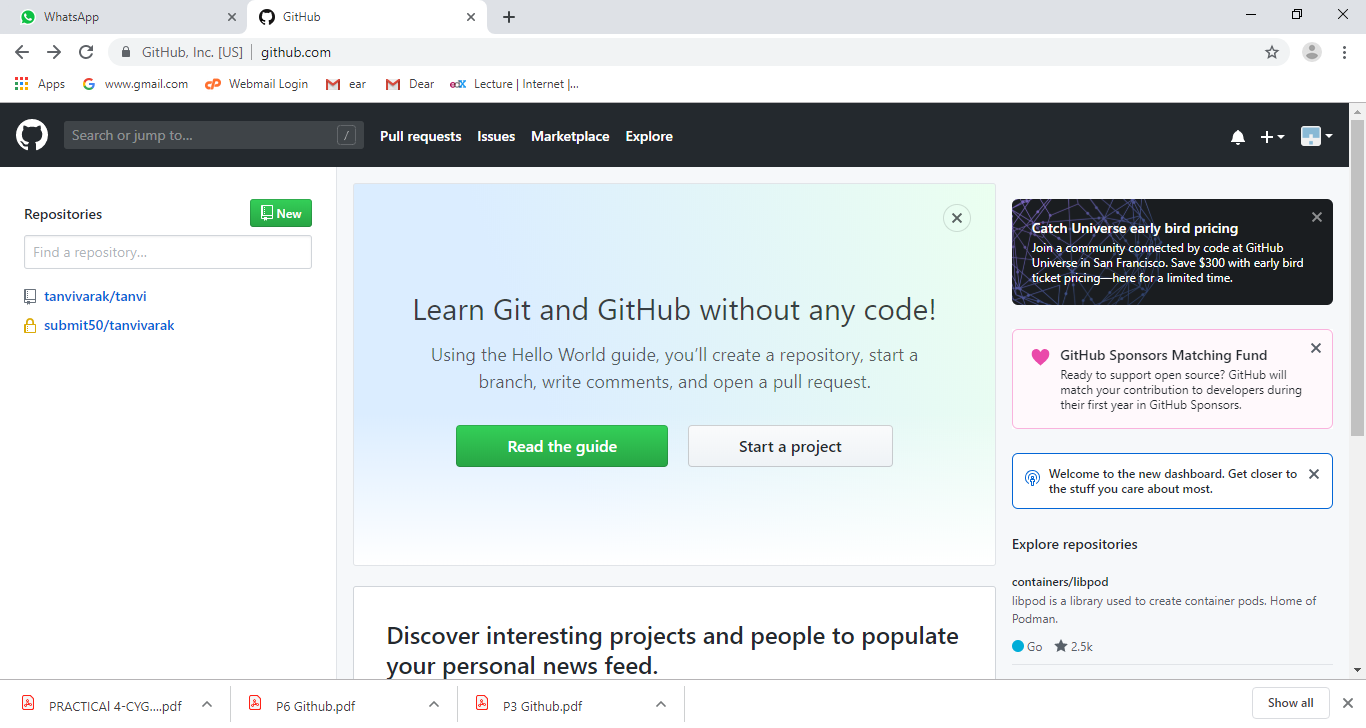 WhatsApp
GitHub
GitHub, Inc. [US] | github.com
Apps
www.gmail.com
Webmail Login
ear
Dear
edX
Lecture | Internet |...
Search or jump to...
/
Pull requests
Issues
Marketplace
Explore
Repositories
New
Find a repository...
tanvivarak/tanvi
submit50/tanvivarak
Learn Git and GitHub without any code!
Using the Hello World guide, you’ll create a repository, start a
branch, write comments, and open a pull request.
Read the guide
Start a project
Discover interesting projects and people to populate
your personal news feed.
Catch Universe early bird pricing
Join a community connected by code at GitHub
Universe in San Francisco. Save $300 with early bird
ticket pricing—here for a limited time.
GitHub Sponsors Matching Fund
Ready to support open source? GitHub will
match your contribution to developers during
their first year in GitHub Sponsors.
Welcome to the new dashboard. Get closer to
the stuff you care about most.
Explore repositories
containers/libpod
libpod is a library used to create container pods. Home of
Podman.
Go
2.5k
PRACTICAl 4-CYG....pdf
P6 Github.pdf
P3 Github.pdf
Show all